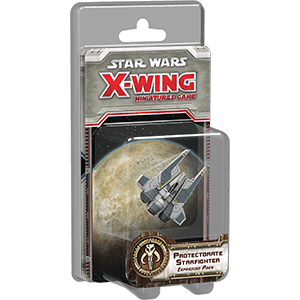 STAR WARS
X-WING
MINIATURES GAME
PROTECTORATE
STARFIGHTER
EXPANSION PACK